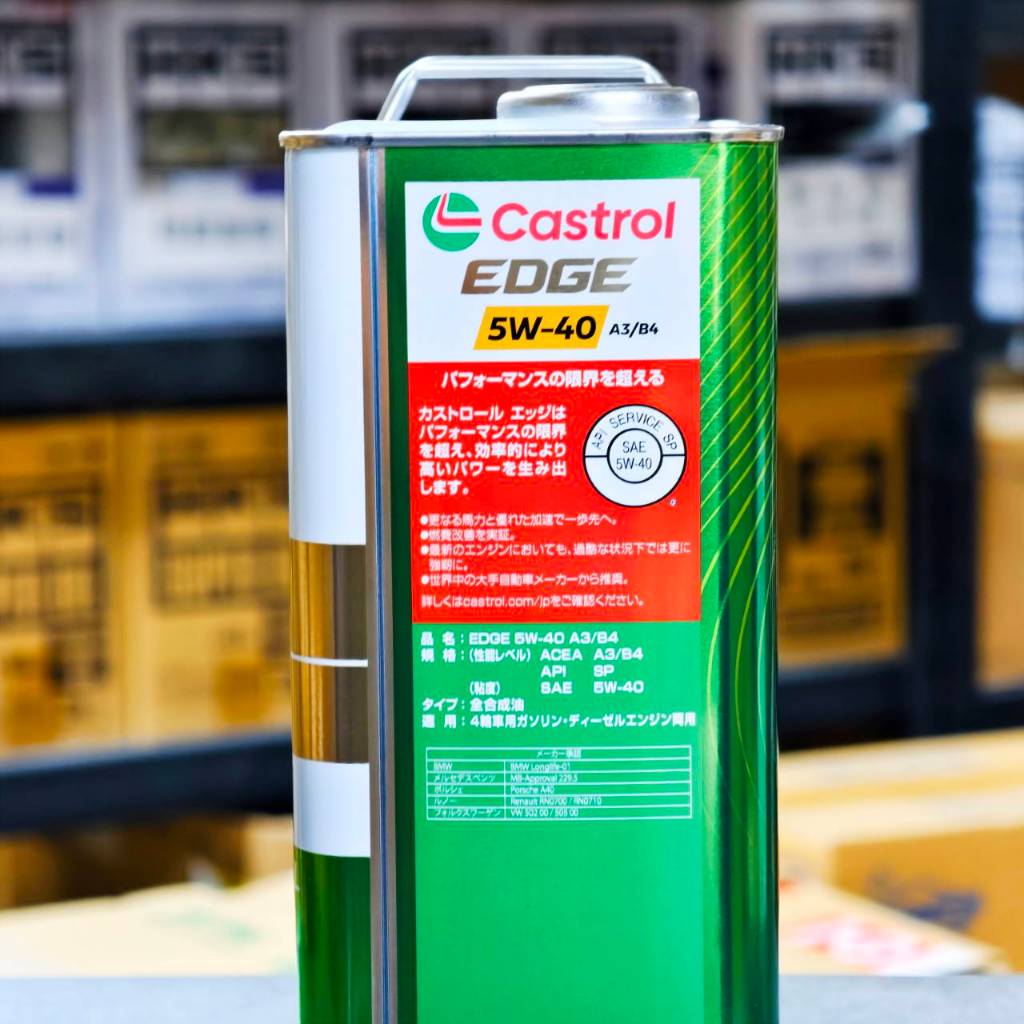 Castrol
EDGE
5W-40 A3/B4
パフォーマンスの限界を超える
カストロール エッジは
パフォーマンスの限界
を超え、効率的により
高いパワーを生み出
します。
API SERVICE SP
SAE
5W-40
●更なる馬力と優れた加速で一歩先へ。
●燃費改善を実証。
●最新のエンジンにおいても、過酷な状況下では更に
強靭に。
●世界中の大手自動車メーカーから推奨。
詳しくはcastrol.com/jpをご確認ください。
品 名:EDGE 5W-40 A3/B4
規 格:(性能レベル) ACEA A3/B4
API SP
(粘度) SAE 5W-40
タイプ:全合成油
適 用:4輪車用ガソリン・ディーゼルエンジン両用
メーカー承認
BMW BMW Longlife-01
メルセデスベンツ MB-Approval 229.5
ポルシェ Porsche A40
ルノー Renault RN0700 / RN0710
フォルクスワーゲン VW 502 00 / 505 00